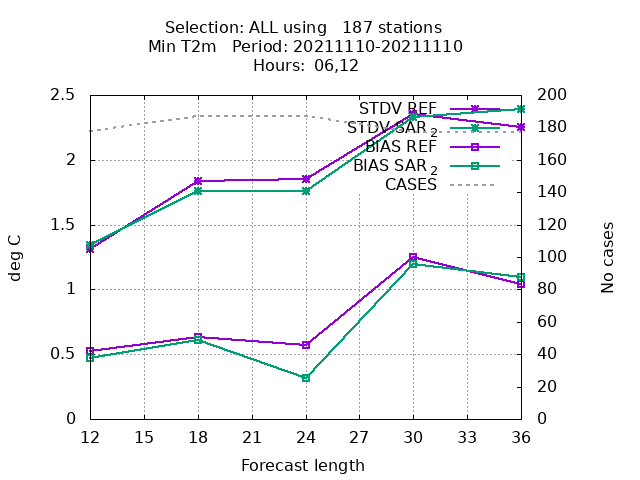 Selection: ALL using   187 stations
Min T2m   Period: 20211110-20211110
Hours:  06,12
2.5
2
1.5
1
0.5
0
200
180
160
140
120
100
80
60
40
20
0
deg C
No cases
STDV REF
STDV SAR 2
BIAS REF
BIAS SAR 2
CASES
12 15 18 21 24 27 30 33 36
Forecast length